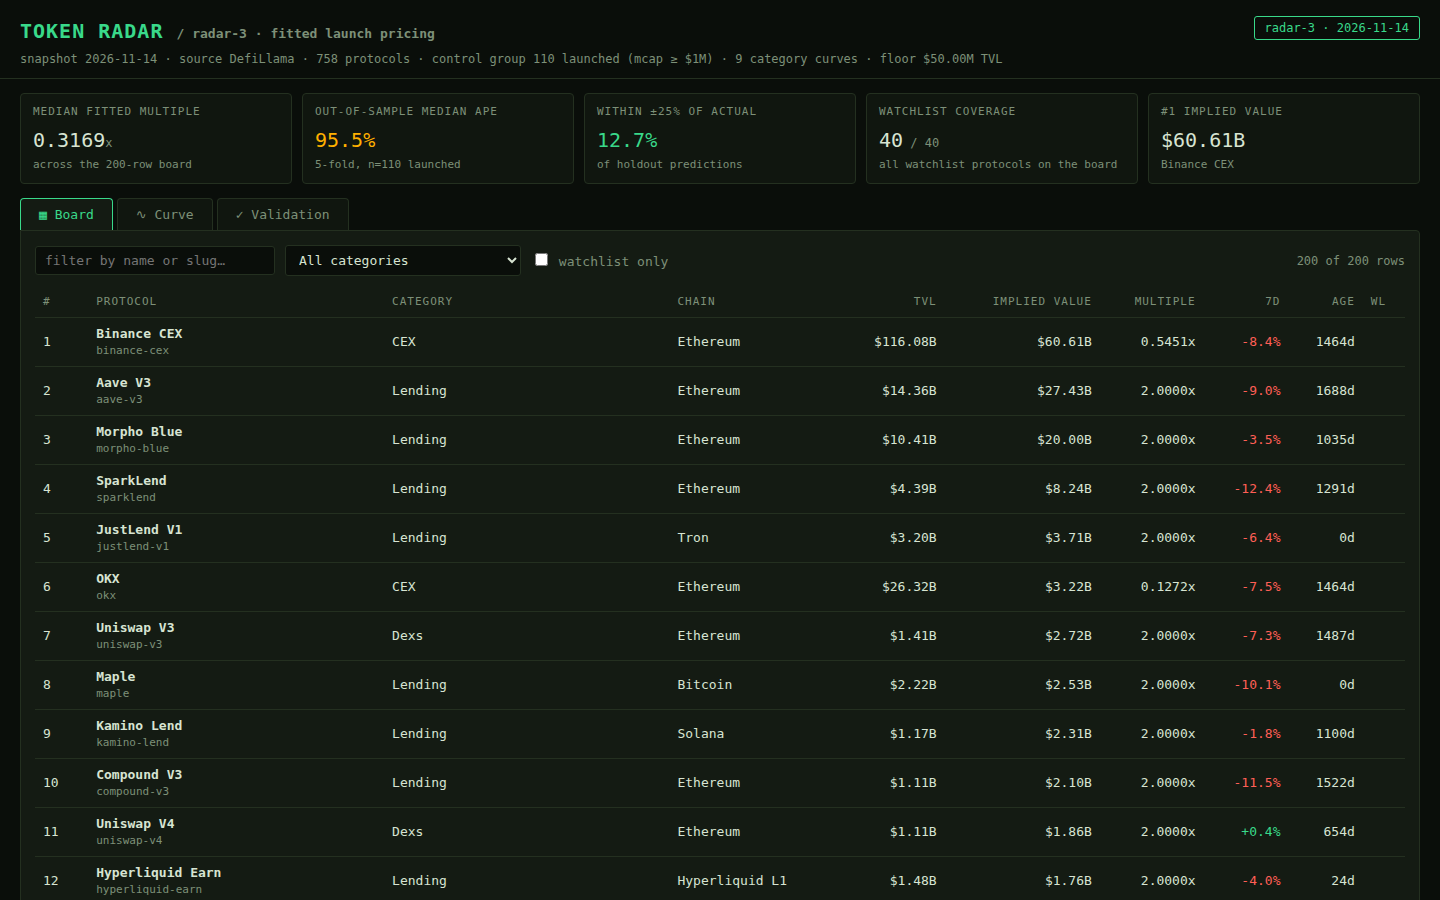 TOKEN RADAR / radar-3 · fitted launch pricing
radar-3 · 2026-11-14
snapshot 2026-11-14 · source DefiLlama · 758 protocols · control group 110 launched (mcap ≥ $1M) · 9 category curves · floor $50.00M TVL
MEDIAN FITTED MULTIPLE
0.3169x
across the 200-row board
OUT-OF-SAMPLE MEDIAN APE
95.5%
5-fold, n=110 launched
WITHIN ±25% OF ACTUAL
12.7%
of holdout predictions
WATCHLIST COVERAGE
40 / 40
all watchlist protocols on the board
#1 IMPLIED VALUE
$60.61B
Binance CEX
▦ Board ∿ Curve ✓ Validation
filter by name or slug… All categories watchlist only 200 of 200 rows
# PROTOCOL CATEGORY CHAIN TVL IMPLIED VALUE MULTIPLE 7D AGE WL
1 Binance CEX CEX Ethereum $116.08B $60.61B 0.5451x -8.4% 1464d
binance-cex
2 Aave V3 Lending Ethereum $14.36B $27.43B 2.0000x -9.0% 1688d
aave-v3
3 Morpho Blue Lending Ethereum $10.41B $20.00B 2.0000x -3.5% 1035d
morpho-blue
4 SparkLend Lending Ethereum $4.39B $8.24B 2.0000x -12.4% 1291d
sparklend
5 JustLend V1 Lending Tron $3.20B $3.71B 2.0000x -6.4% 0d
justlend-v1
6 OKX CEX Ethereum $26.32B $3.22B 0.1272x -7.5% 1464d
okx
7 Uniswap V3 Dexs Ethereum $1.41B $2.72B 2.0000x -7.3% 1487d
uniswap-v3
8 Maple Lending Bitcoin $2.22B $2.53B 2.0000x -10.1% 0d
maple
9 Kamino Lend Lending Solana $1.17B $2.31B 2.0000x -1.8% 1100d
kamino-lend
10 Compound V3 Lending Ethereum $1.11B $2.10B 2.0000x -11.5% 1522d
compound-v3
11 Uniswap V4 Dexs Ethereum $1.11B $1.86B 2.0000x +0.4% 654d
uniswap-v4
12 Hyperliquid Earn Lending Hyperliquid L1 $1.48B $1.76B 2.0000x -4.0% 24d
hyperliquid-earn